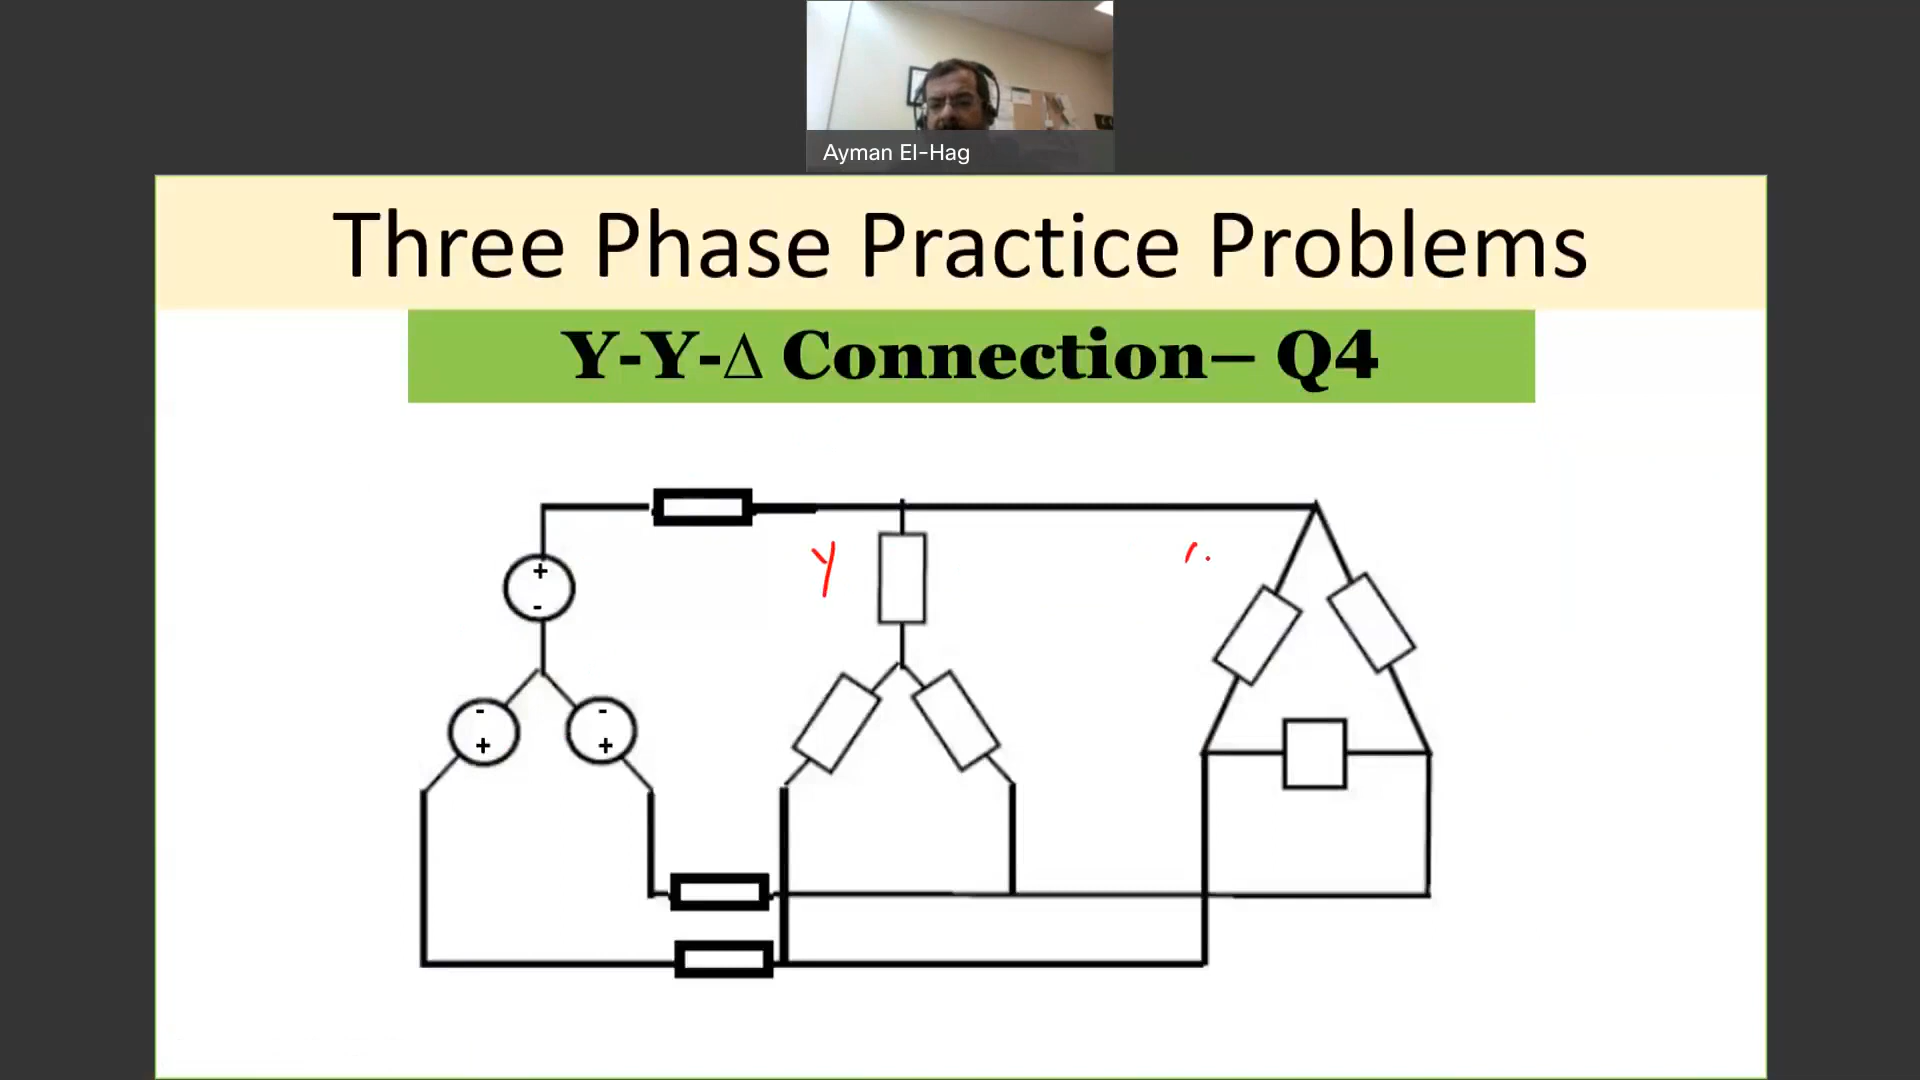 Ayman El-Hag
Three Phase Practice Problems
Y-Y-Δ Connection– Q4
+
-
Y
-
-
+
+